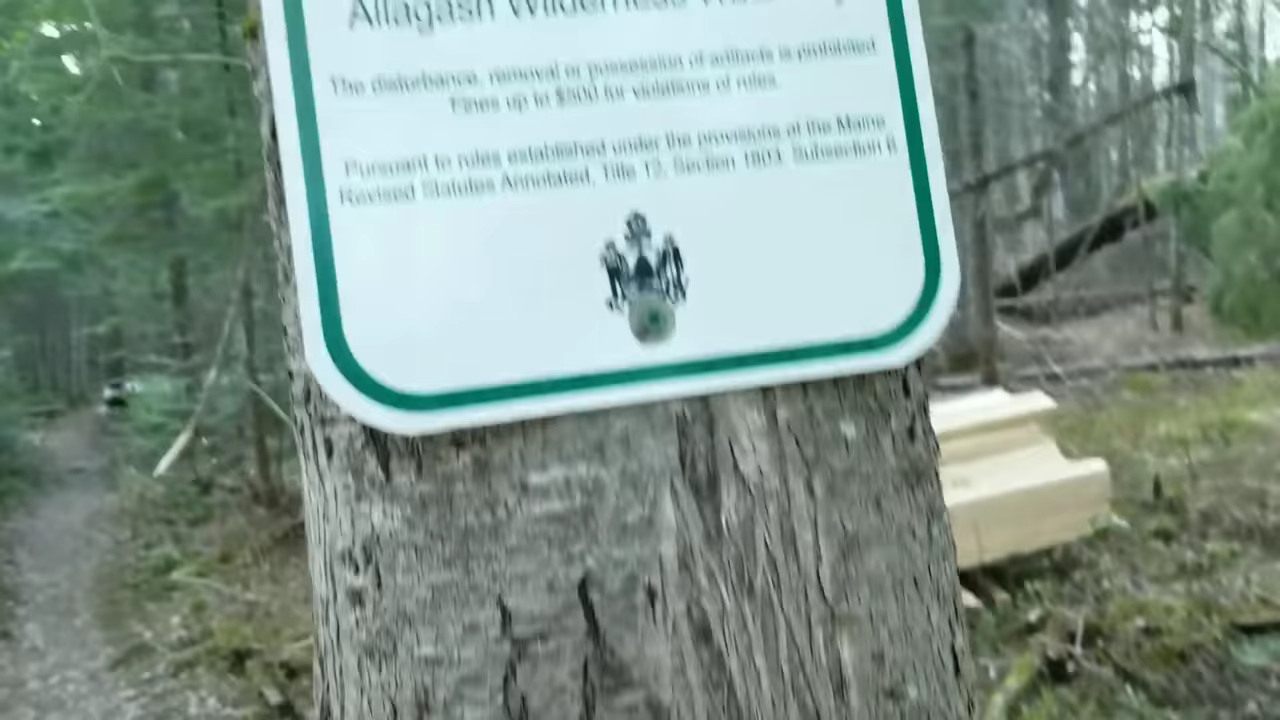 Allagash Wilderness
The disturbance, removal or possession of artifacts is prohibited.
Fines up to $500 for violations of rules.
Pursuant to rules established under the provisions of the Maine
Revised Statutes Annotated, Title 12, Section 1803, Subsection 6